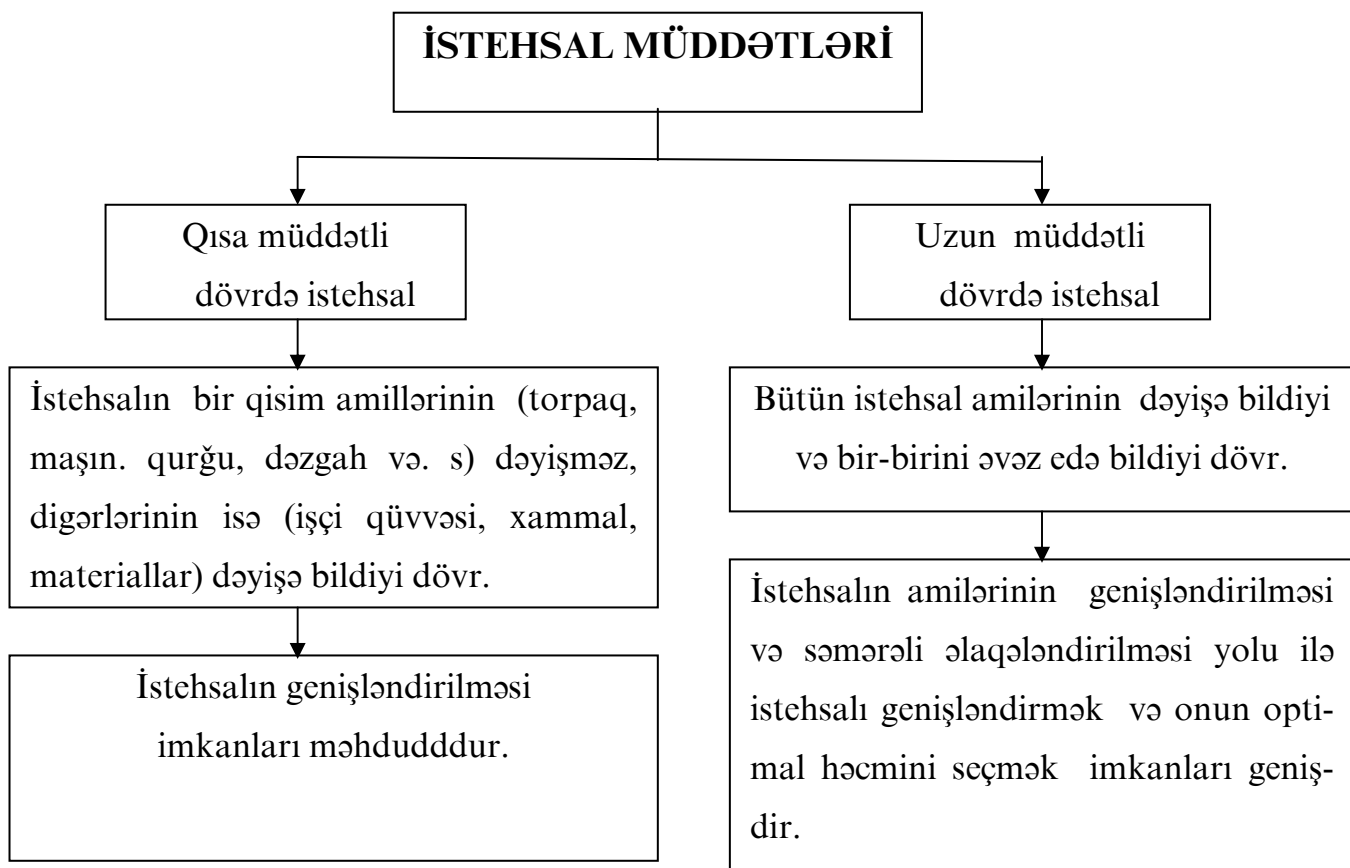 İSTEHSAL MÜDDƏTLƏRİ
Qısa müddətli
dövrdə istehsal
İstehsalın bir qisim amillərinin (torpaq,
maşın. qurğu, dəzgah və. s) dəyişməz,
digərlərinin isə (işçi qüvvəsi, xammal,
materiallar) dəyişə bildiyi dövr.
İstehsalın genişləndirilməsi
imkanları məhdudddur.
Uzun müddətli
dövrdə istehsal
Bütün istehsal amilərinin dəyişə bildiyi
və bir-birini əvəz edə bildiyi dövr.
İstehsalın amilərinin genişləndirilməsi
və səmərəli əlaqələndirilməsi yolu ilə
istehsalı genişləndirmək və onun opti-
mal həcmini seçmək imkanları geniş-
dir.